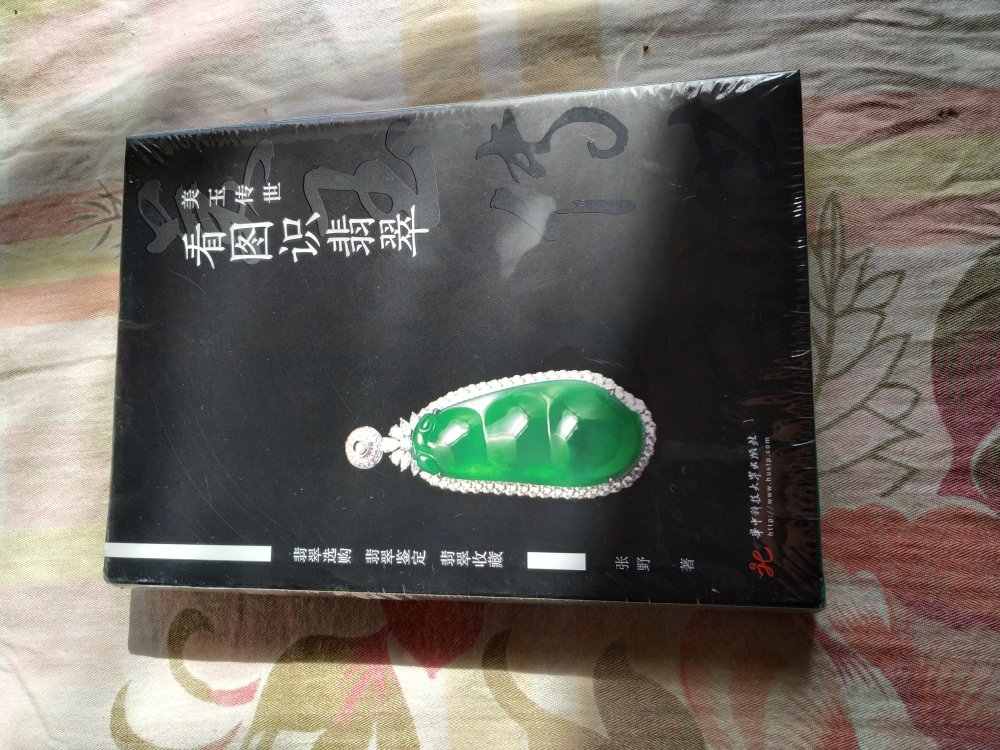 美玉传世
看图识翡翠
翡翠选购
翡翠鉴定
翡翠收藏
张野 著
华中科技大学出版社
http://www.hustp.com